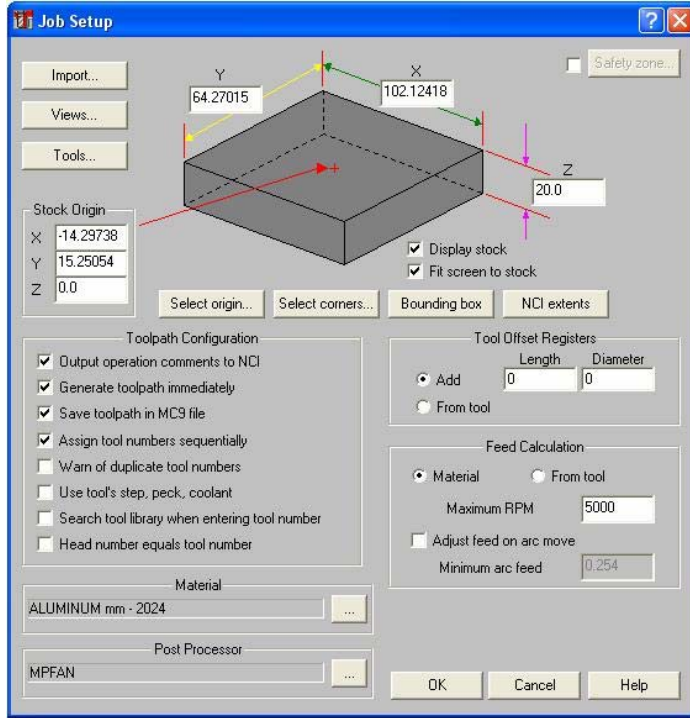 Job Setup
Import...
Views...
Tools...
Y
64.27015
X
102.12418
Safety zone...
Z
20.0
Stock Origin
X -14.29738
Y 15.25054
Z 0.0
Display stock
Fit screen to stock
Select origin... Select corners... Bounding box NCI extents
Toolpath Configuration
Output operation comments to NCI
Generate toolpath immediately
Save toolpath in MC9 file
Assign tool numbers sequentially
Warn of duplicate tool numbers
Use tool's step, peck, coolant
Search tool library when entering tool number
Head number equals tool number
Tool Offset Registers
Length Diameter
Add 0 0
From tool
Feed Calculation
Material From tool
Maximum RPM 5000
Adjust feed on arc move
Minimum arc feed 0.254
Material
ALUMINUM mm - 2024 ...
Post Processor
MPFAN ...
OK Cancel Help